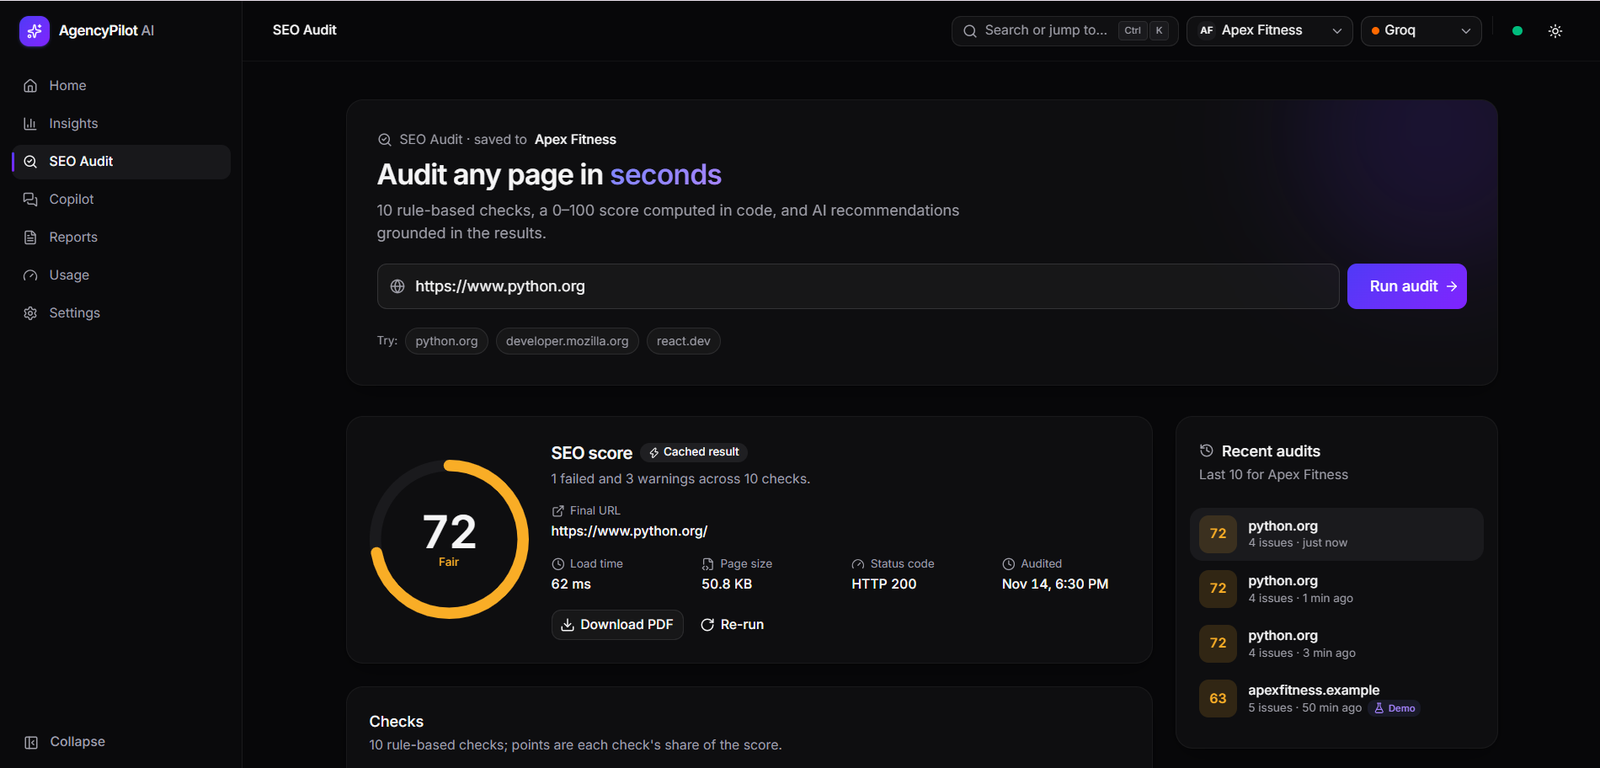 AgencyPilot AI
Home
Insights
SEO Audit
Copilot
Reports
Usage
Settings
Collapse
SEO Audit
Search or jump to... Ctrl K
AF Apex Fitness
Groq
SEO Audit · saved to Apex Fitness
Audit any page in seconds
10 rule-based checks, a 0–100 score computed in code, and AI recommendations
grounded in the results.
https://www.python.org
Run audit →
Try: python.org developer.mozilla.org react.dev
72
Fair
SEO score Cached result
1 failed and 3 warnings across 10 checks.
Final URL
https://www.python.org/
Load time Page size Status code Audited
62 ms 50.8 KB HTTP 200 Nov 14, 6:30 PM
Download PDF Re-run
Checks
10 rule-based checks; points are each check's share of the score.
Recent audits
Last 10 for Apex Fitness
72 python.org
4 issues · just now
72 python.org
4 issues · 1 min ago
72 python.org
4 issues · 3 min ago
63 apexfitness.example
5 issues · 50 min ago Demo